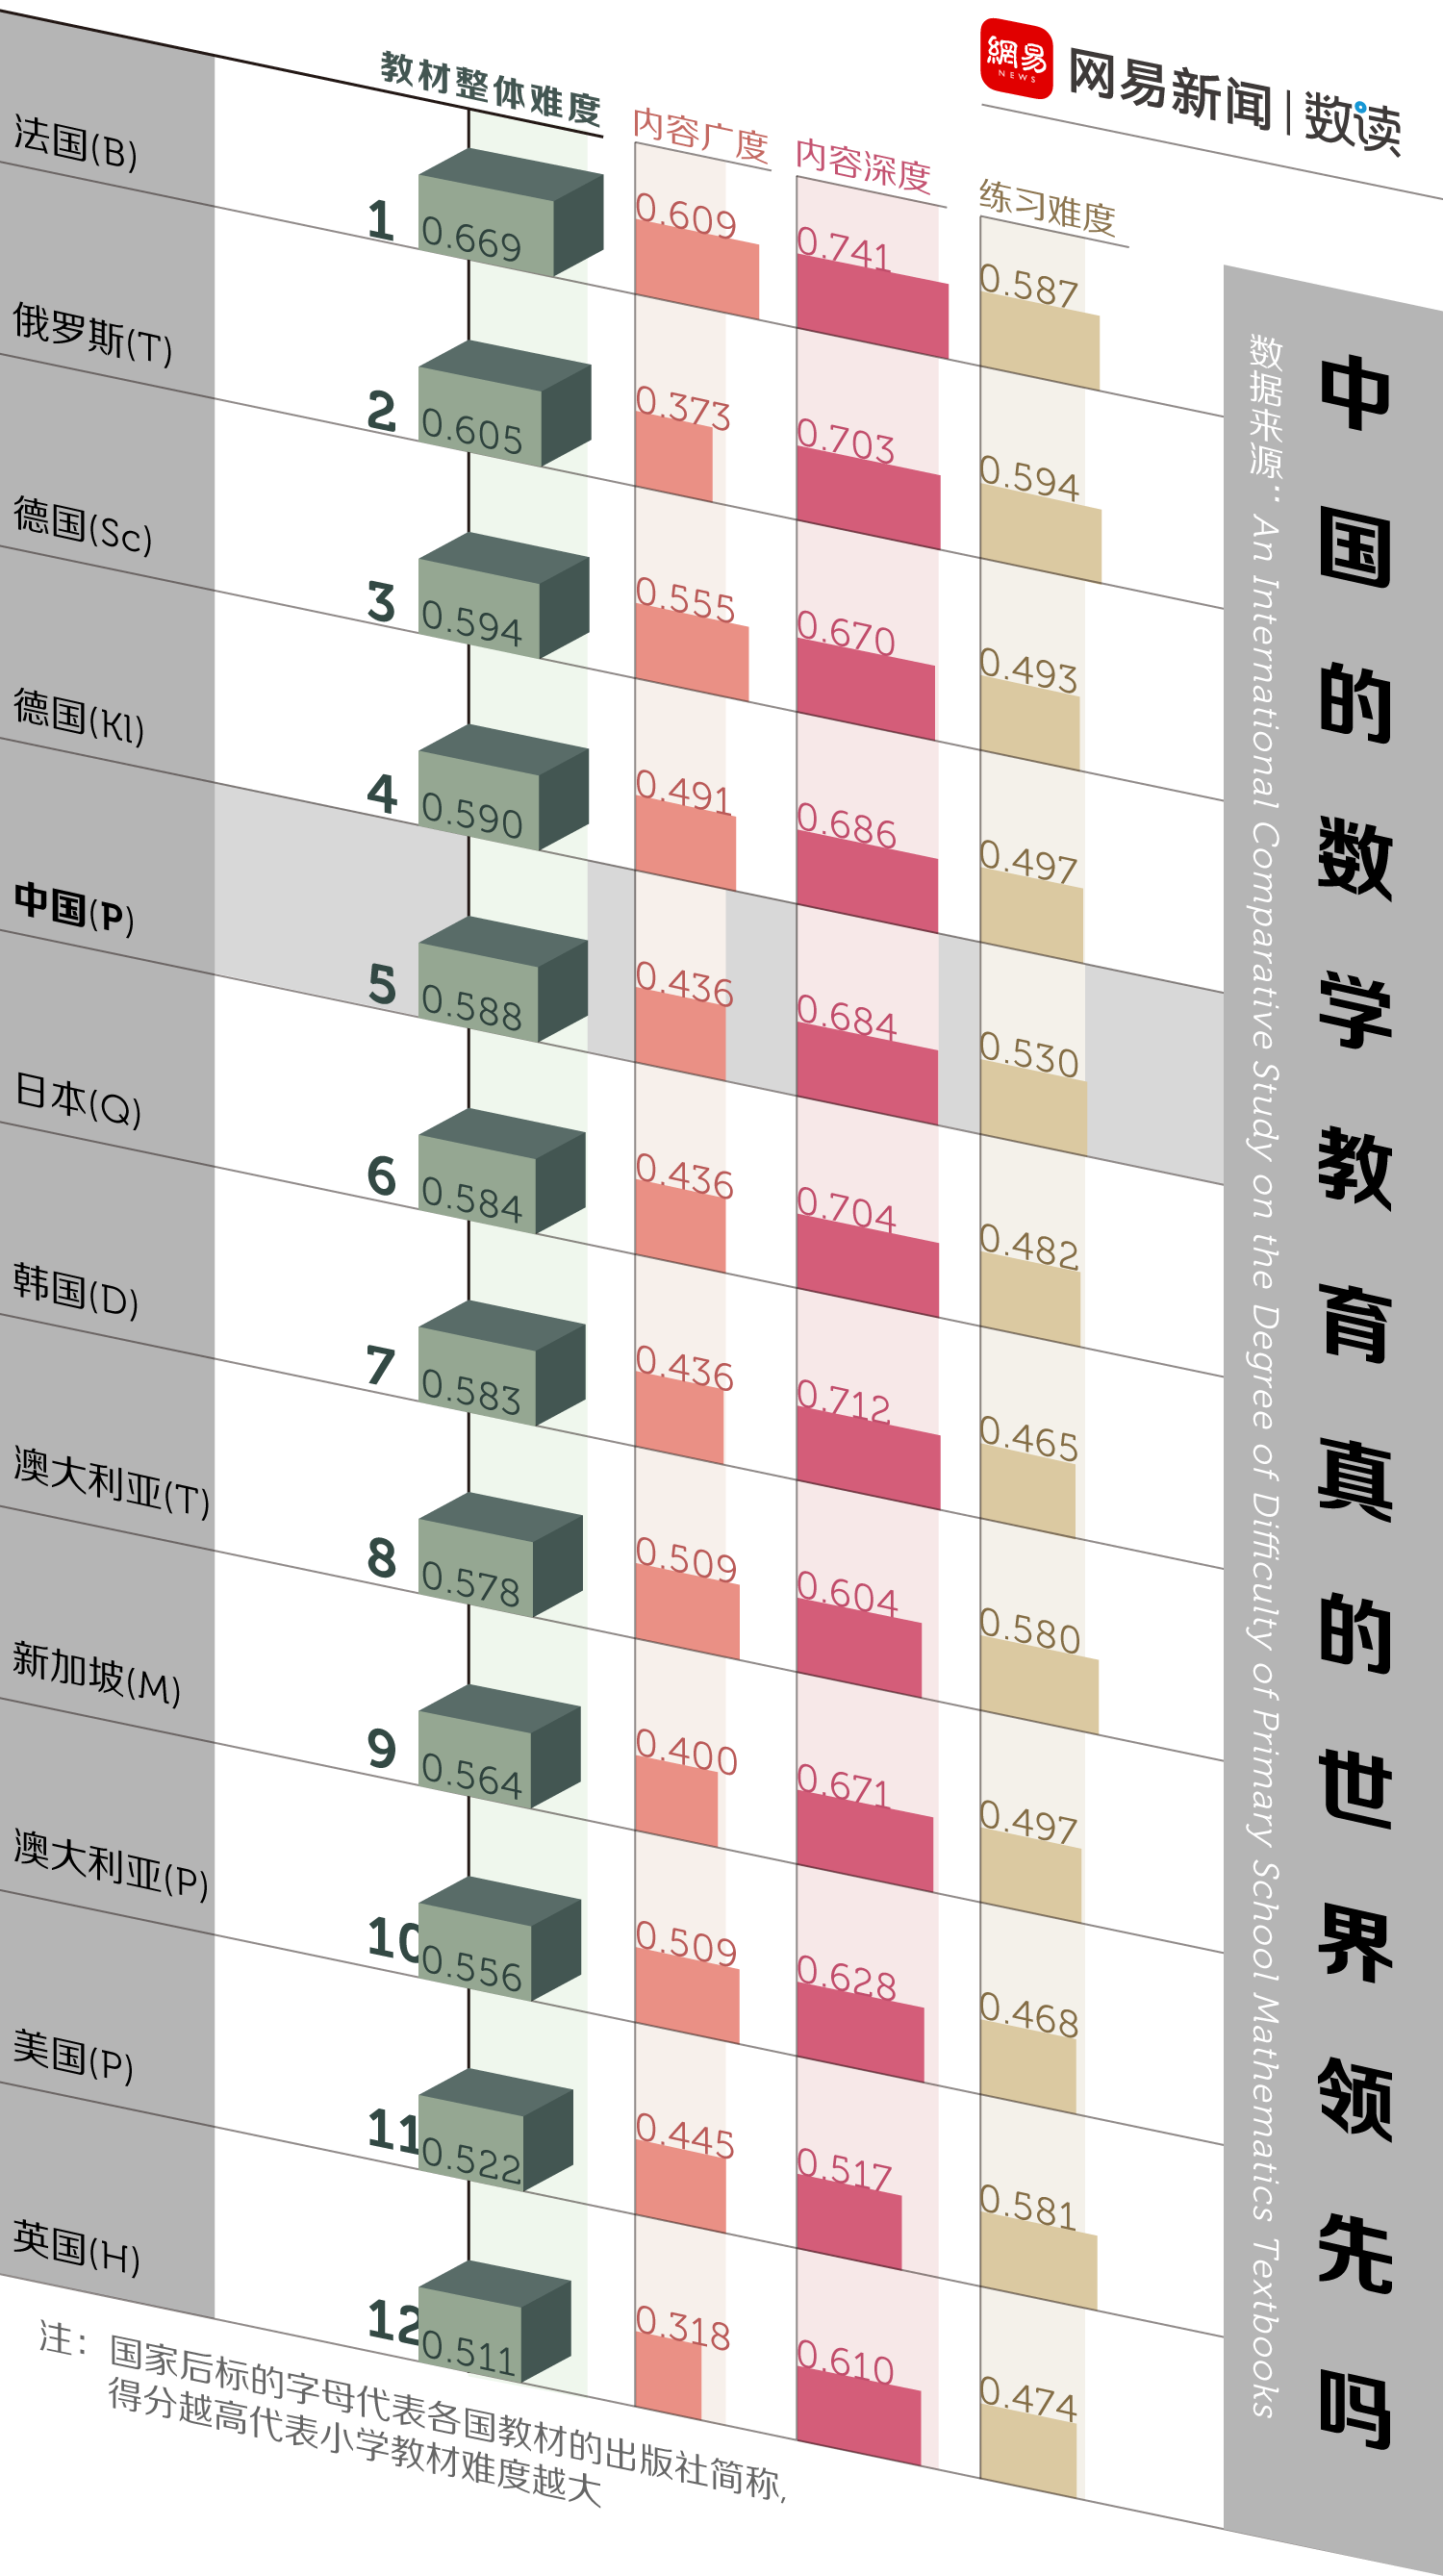 網易
NEWS
网易新闻 | 数读
教材整体难度 内容广度 内容深度 练习难度
法国(B) 1 0.669 0.609 0.741 0.587
俄罗斯(T) 2 0.605 0.373 0.703 0.594
德国(Sc) 3 0.594 0.555 0.670 0.493
德国(Kl) 4 0.590 0.491 0.686 0.497
中国(P) 5 0.588 0.436 0.684 0.530
日本(Q) 6 0.584 0.436 0.704 0.482
韩国(D) 7 0.583 0.436 0.712 0.465
澳大利亚(T) 8 0.578 0.509 0.604 0.580
新加坡(M) 9 0.564 0.400 0.671 0.497
澳大利亚(P) 10 0.556 0.509 0.628 0.468
美国(P) 11 0.522 0.445 0.517 0.581
英国(H) 12 0.511 0.318 0.610 0.474
中国的数学教育真的世界领先吗
数据来源：An International Comparative Study on the Degree of Difficulty of Primary School Mathematics Textbooks
注：国家后标的字母代表各国教材的出版社简称,
得分越高代表小学教材难度越大